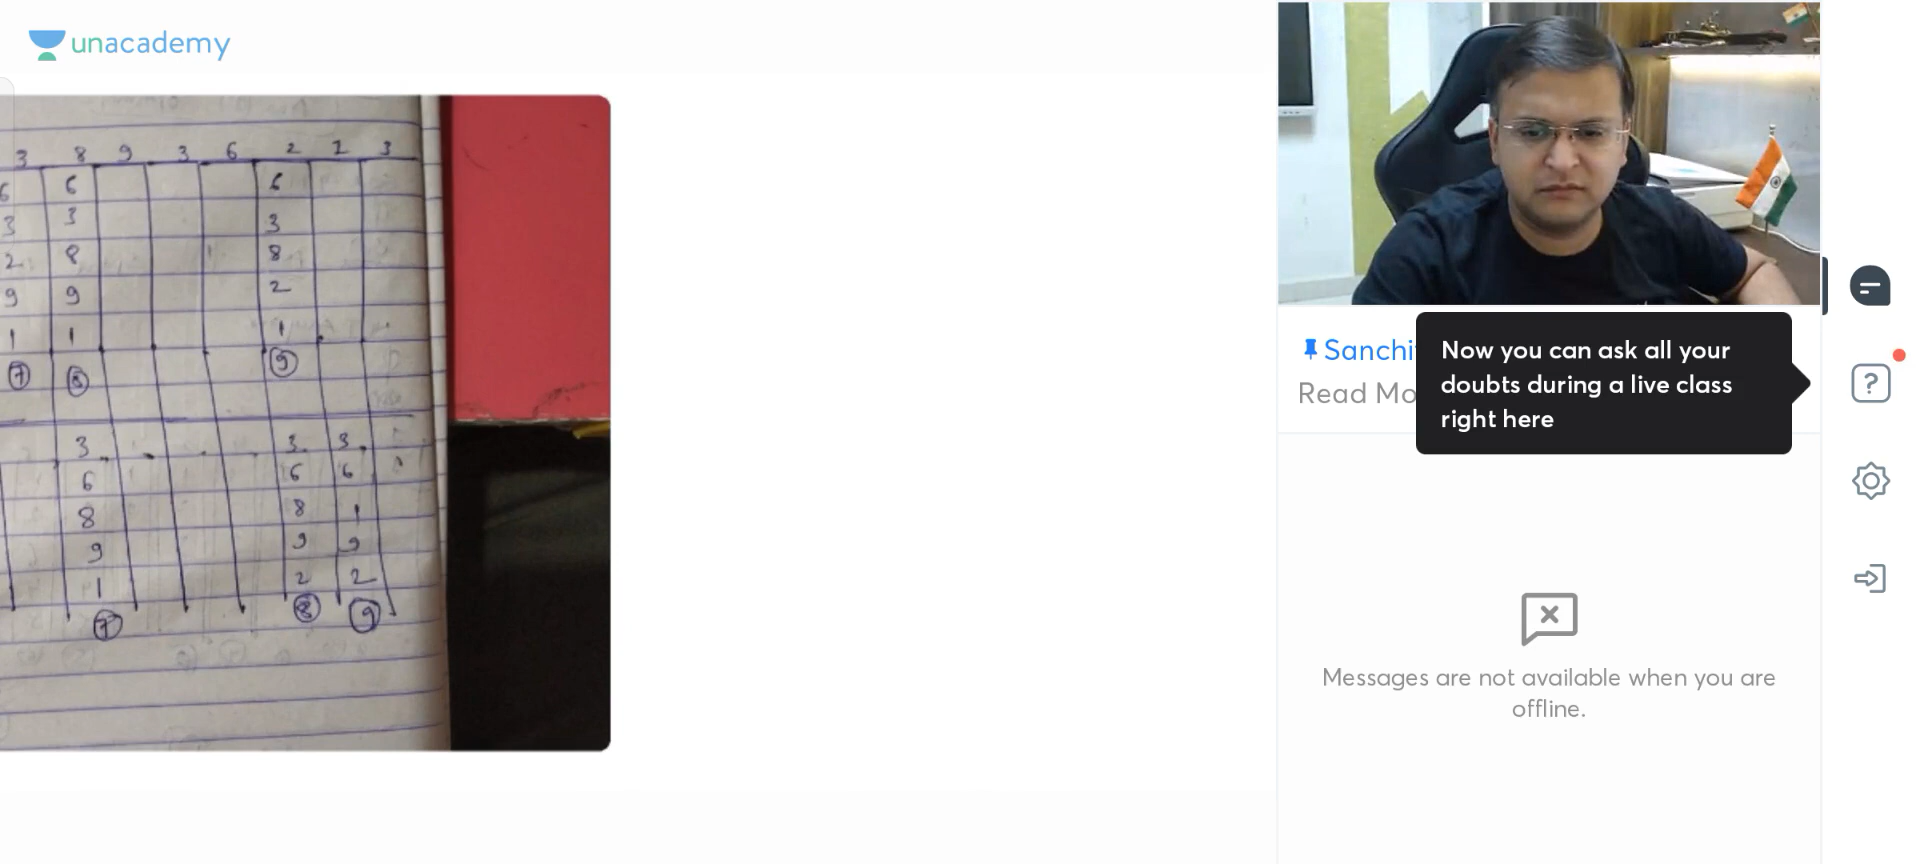 unacademy
3 8 9 3 6 2 1 3
6 6 6
3 3 3
2 8 8
9 9 2
1 1 1
7 8 9
3 3 3
6 6 6
8 8 1
9 9 9
1 2 2
7 8 9
Sanchi
Read Mo
Now you can ask all your
doubts during a live class
right here
?
Messages are not available when you are
offline.